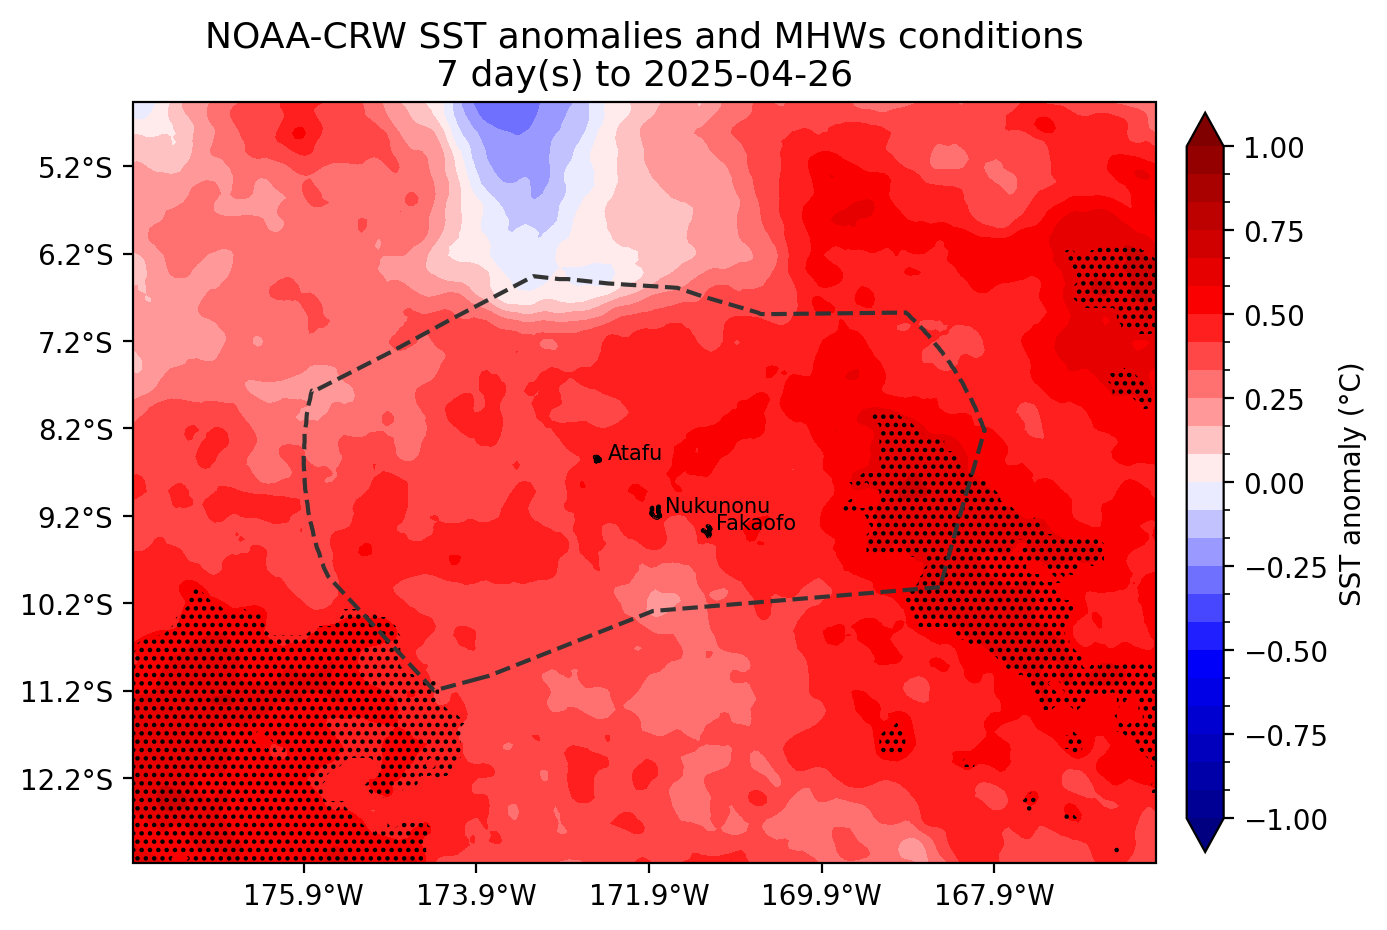 NOAA-CRW SST anomalies and MHWs conditions
7 day(s) to 2025-04-26
5.2°S
6.2°S
7.2°S
8.2°S
9.2°S
10.2°S
11.2°S
12.2°S
Atafu
Nukunonu
Fakaofo
175.9°W
173.9°W
171.9°W
169.9°W
167.9°W
1.00
0.75
0.50
0.25
0.00
−0.25
−0.50
−0.75
−1.00
SST anomaly (°C)